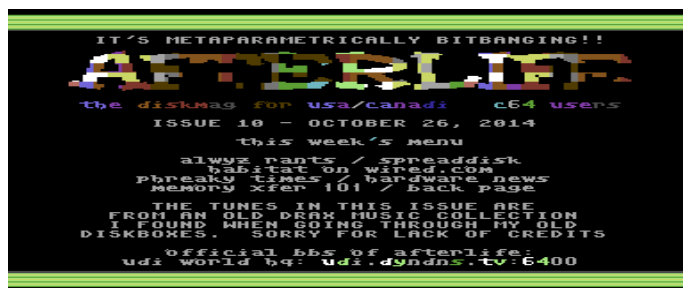 IT'S METAPARAMETRICALLY BITBANGING!!
AFTERLIFE
the diskmag for usa/canadi c64 users
ISSUE 10 - OCTOBER 26, 2014
this week's menu
alwyz rants / spreaddisk
habitat on wired.com
phreaky times / hardware news
memory xfer 101 / back page
THE TUNES IN THIS ISSUE ARE
FROM AN OLD DRAX MUSIC COLLECTION
I FOUND WHEN GOING THROUGH MY OLD
DISKBOXES. SORRY FOR LACK OF CREDITS
official bbs of afterlife:
udi world hq: udi.dyndns.tv:6400